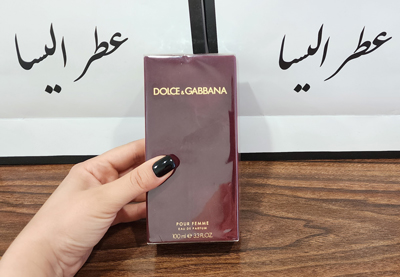 عطر اليسا
عطر اليسا
DOLCE & GABBANA
POUR FEMME
EAU DE PARFUM
100 ml ℮ 3.3 FL.OZ.